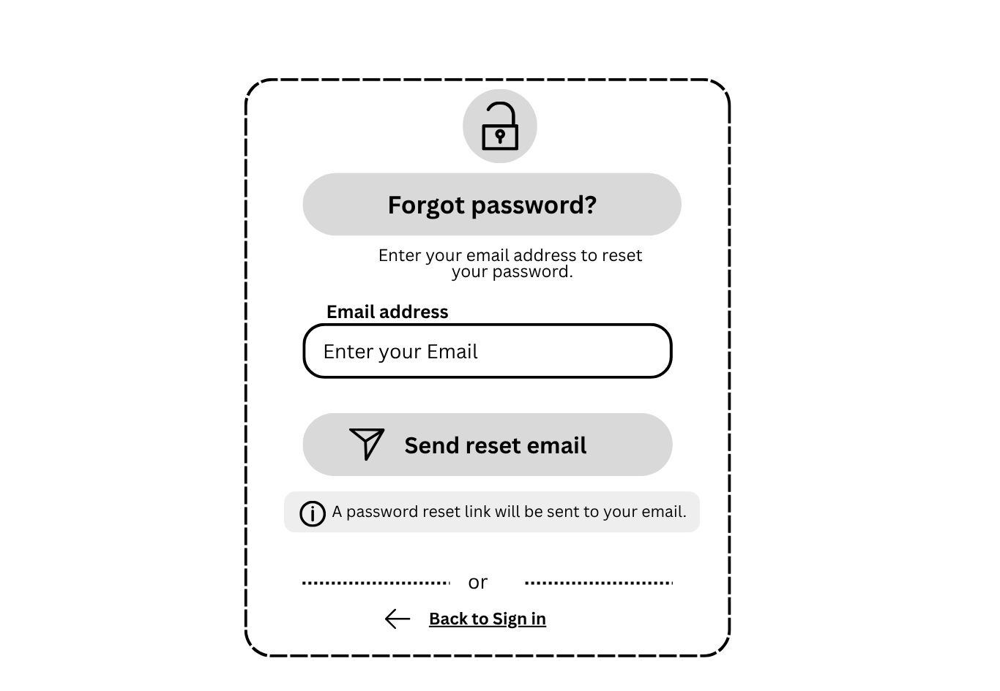 Forgot password?
Enter your email address to reset
your password.
Email address
Enter your Email
Send reset email
A password reset link will be sent to your email.
or
Back to Sign in